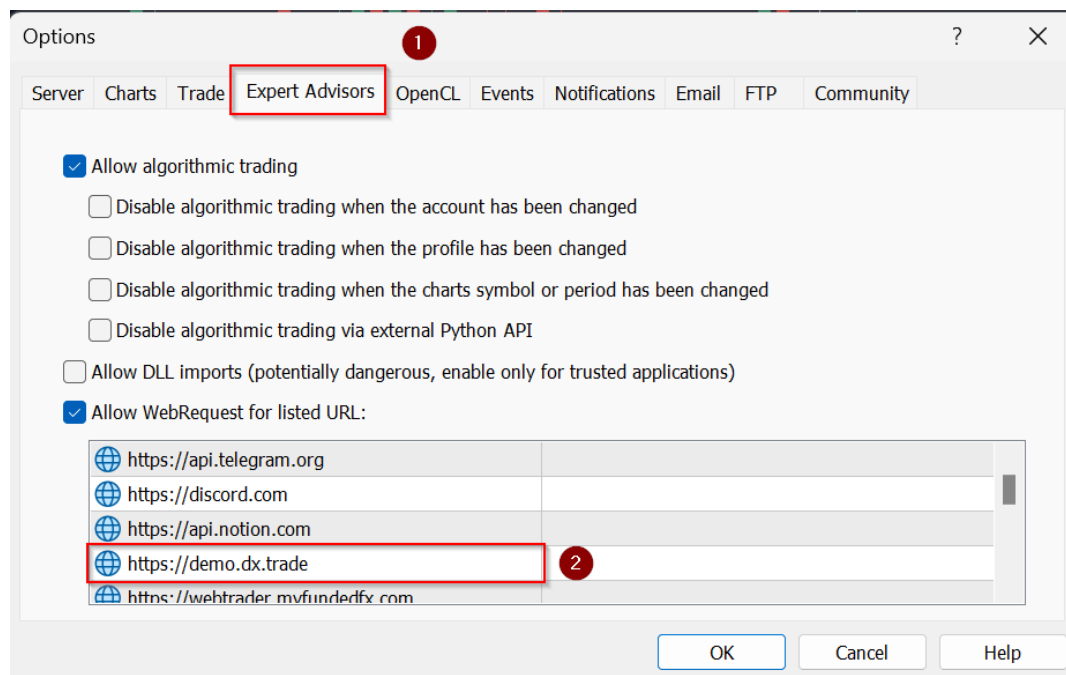 Options
?
1
Server Charts Trade Expert Advisors OpenCL Events Notifications Email FTP Community
Allow algorithmic trading
Disable algorithmic trading when the account has been changed
Disable algorithmic trading when the profile has been changed
Disable algorithmic trading when the charts symbol or period has been changed
Disable algorithmic trading via external Python API
Allow DLL imports (potentially dangerous, enable only for trusted applications)
Allow WebRequest for listed URL:
https://api.telegram.org
https://discord.com
https://api.notion.com
https://demo.dx.trade
2
https://webtrader.myfundedfx.com
OK Cancel Help